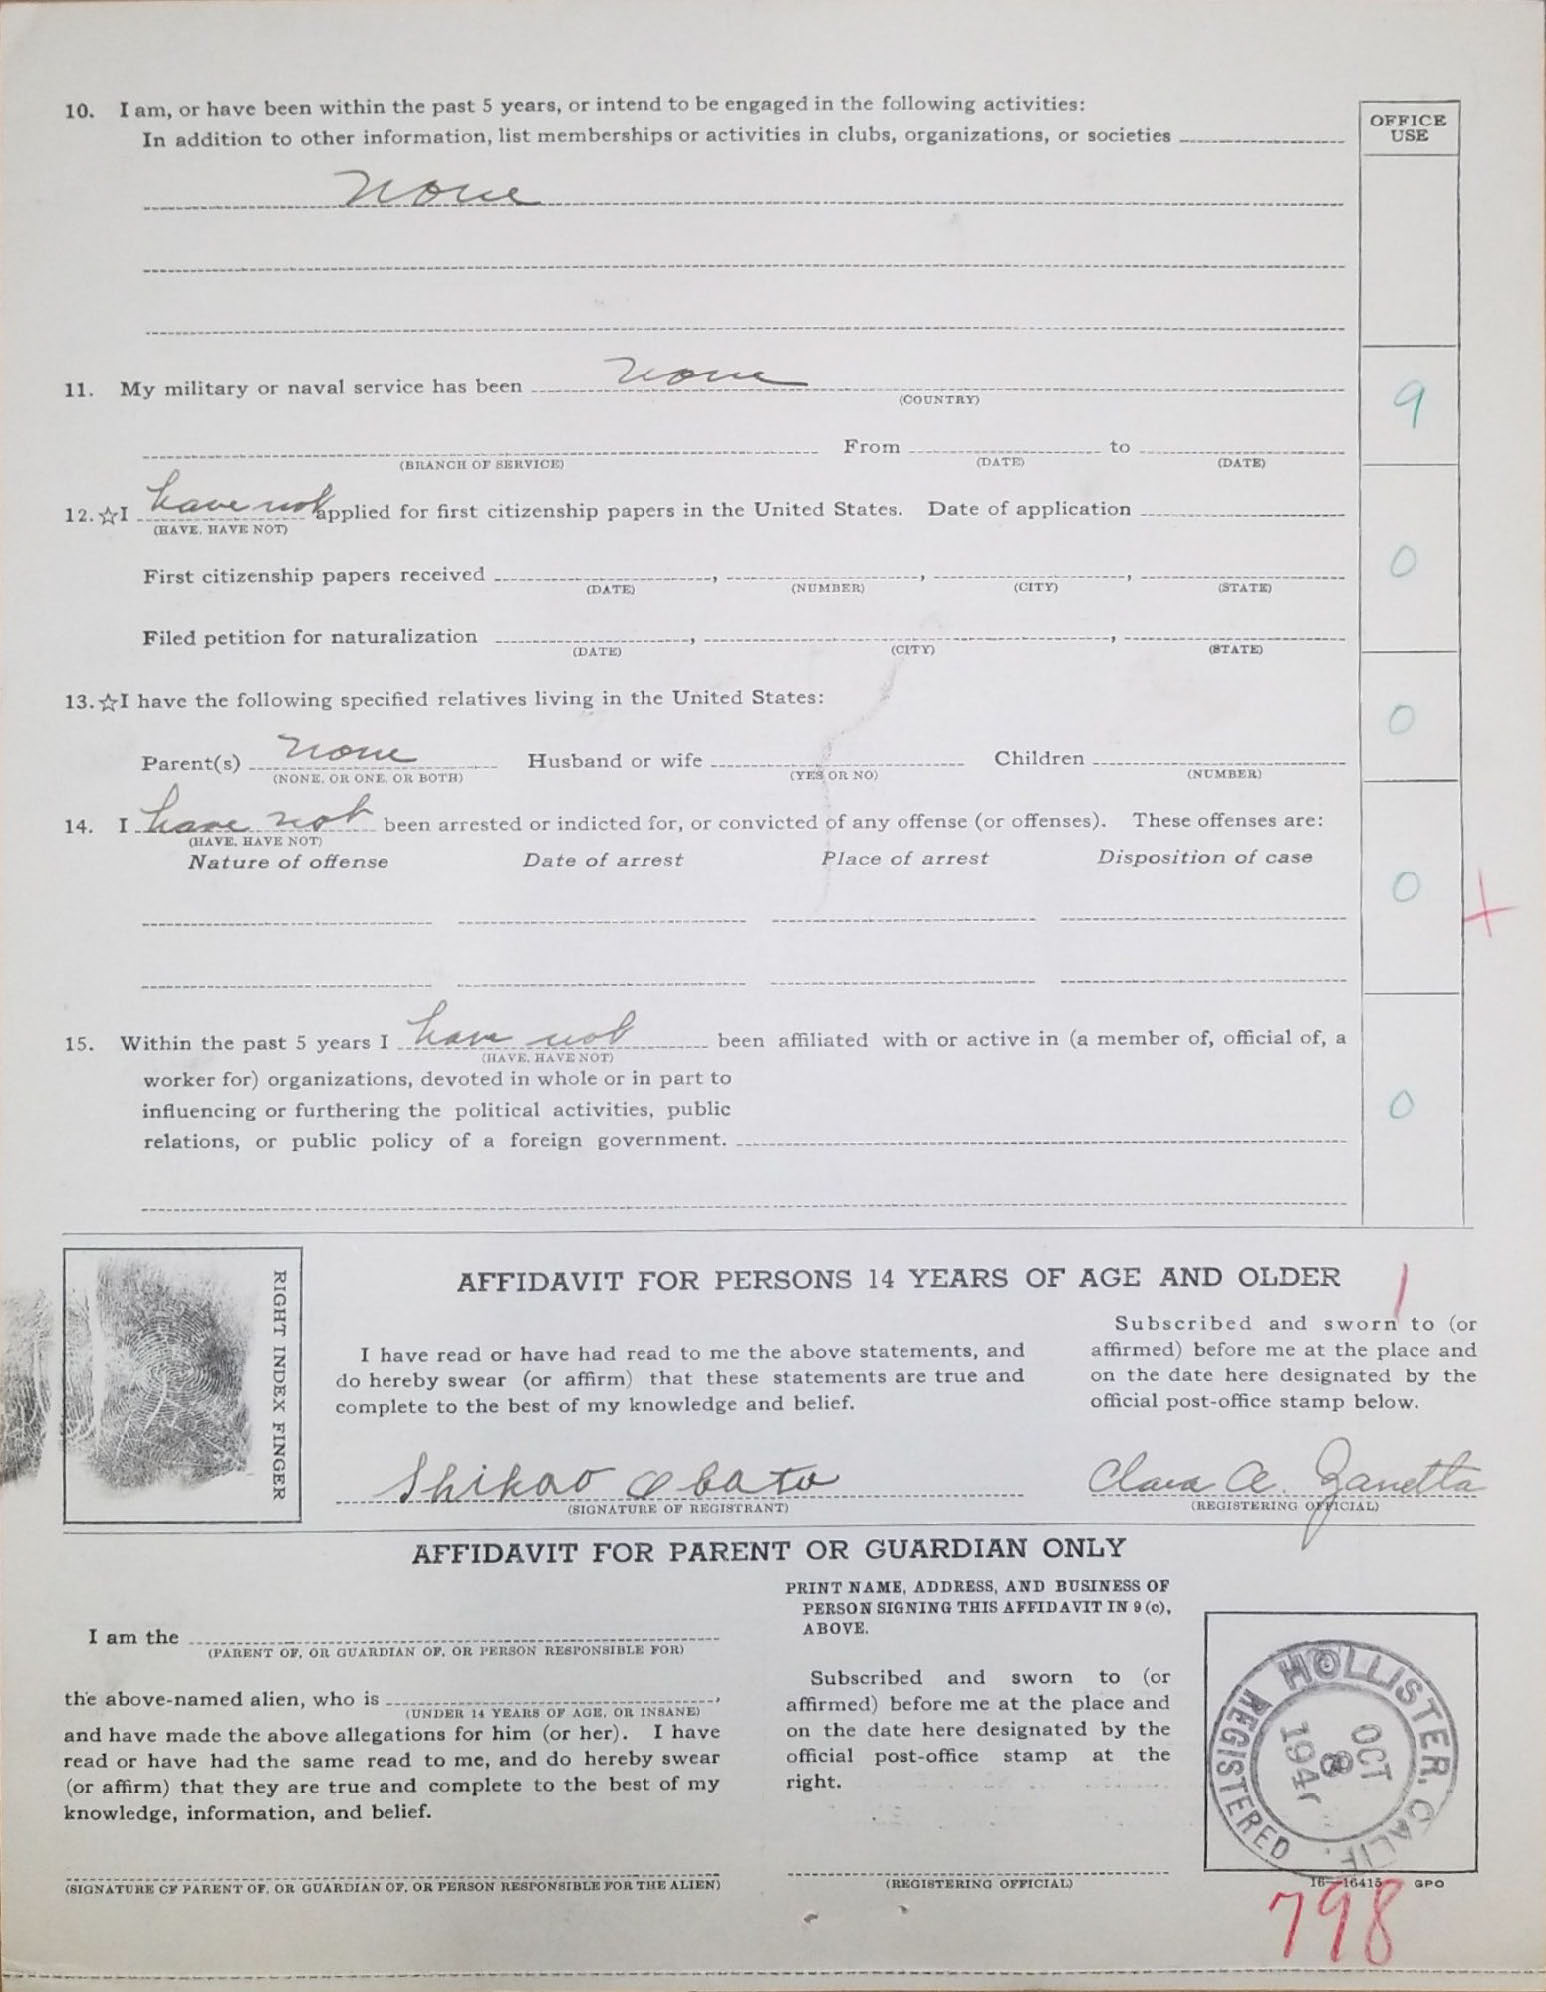 10. I am, or have been within the past 5 years, or intend to be engaged in the following activities:
In addition to other information, list memberships or activities in clubs, organizations, or societies
OFFICE
USE
None
11. My military or naval service has been None
(COUNTRY)
9
From to
(BRANCH OF SERVICE) (DATE) (DATE)
12.☆I have not applied for first citizenship papers in the United States. Date of application
(HAVE, HAVE NOT)
0
First citizenship papers received , , ,
(DATE) (NUMBER) (CITY) (STATE)
Filed petition for naturalization , ,
(DATE) (CITY) (STATE)
13.☆I have the following specified relatives living in the United States:
0
Parent(s) None Husband or wife Children
(NONE, OR ONE, OR BOTH) (YES OR NO) (NUMBER)
14. I have not been arrested or indicted for, or convicted of any offense (or offenses). These offenses are:
(HAVE, HAVE NOT)
Nature of offense Date of arrest Place of arrest Disposition of case
0
+
15. Within the past 5 years I have not been affiliated with or active in (a member of, official of, a
(HAVE, HAVE NOT)
worker for) organizations, devoted in whole or in part to
influencing or furthering the political activities, public
relations, or public policy of a foreign government.
0
RIGHT INDEX FINGER
AFFIDAVIT FOR PERSONS 14 YEARS OF AGE AND OLDER
I have read or have had read to me the above statements, and
do hereby swear (or affirm) that these statements are true and
complete to the best of my knowledge and belief.
Shikao Obata
(SIGNATURE OF REGISTRANT)
Subscribed and sworn to (or
affirmed) before me at the place and
on the date here designated by the
official post-office stamp below.
Clara A. Zanetta
(REGISTERING OFFICIAL)
AFFIDAVIT FOR PARENT OR GUARDIAN ONLY
I am the
(PARENT OF, OR GUARDIAN OF, OR PERSON RESPONSIBLE FOR)
the above-named alien, who is ,
(UNDER 14 YEARS OF AGE, OR INSANE)
and have made the above allegations for him (or her). I have
read or have had the same read to me, and do hereby swear
(or affirm) that they are true and complete to the best of my
knowledge, information, and belief.
(SIGNATURE OF PARENT OF, OR GUARDIAN OF, OR PERSON RESPONSIBLE FOR THE ALIEN)
PRINT NAME, ADDRESS, AND BUSINESS OF
PERSON SIGNING THIS AFFIDAVIT IN 9 (c),
ABOVE.
Subscribed and sworn to (or
affirmed) before me at the place and
on the date here designated by the
official post-office stamp at the
right.
(REGISTERING OFFICIAL)
HOLLISTER, CALIF.
REGISTERED
OCT
8
16—16415 GPO
798